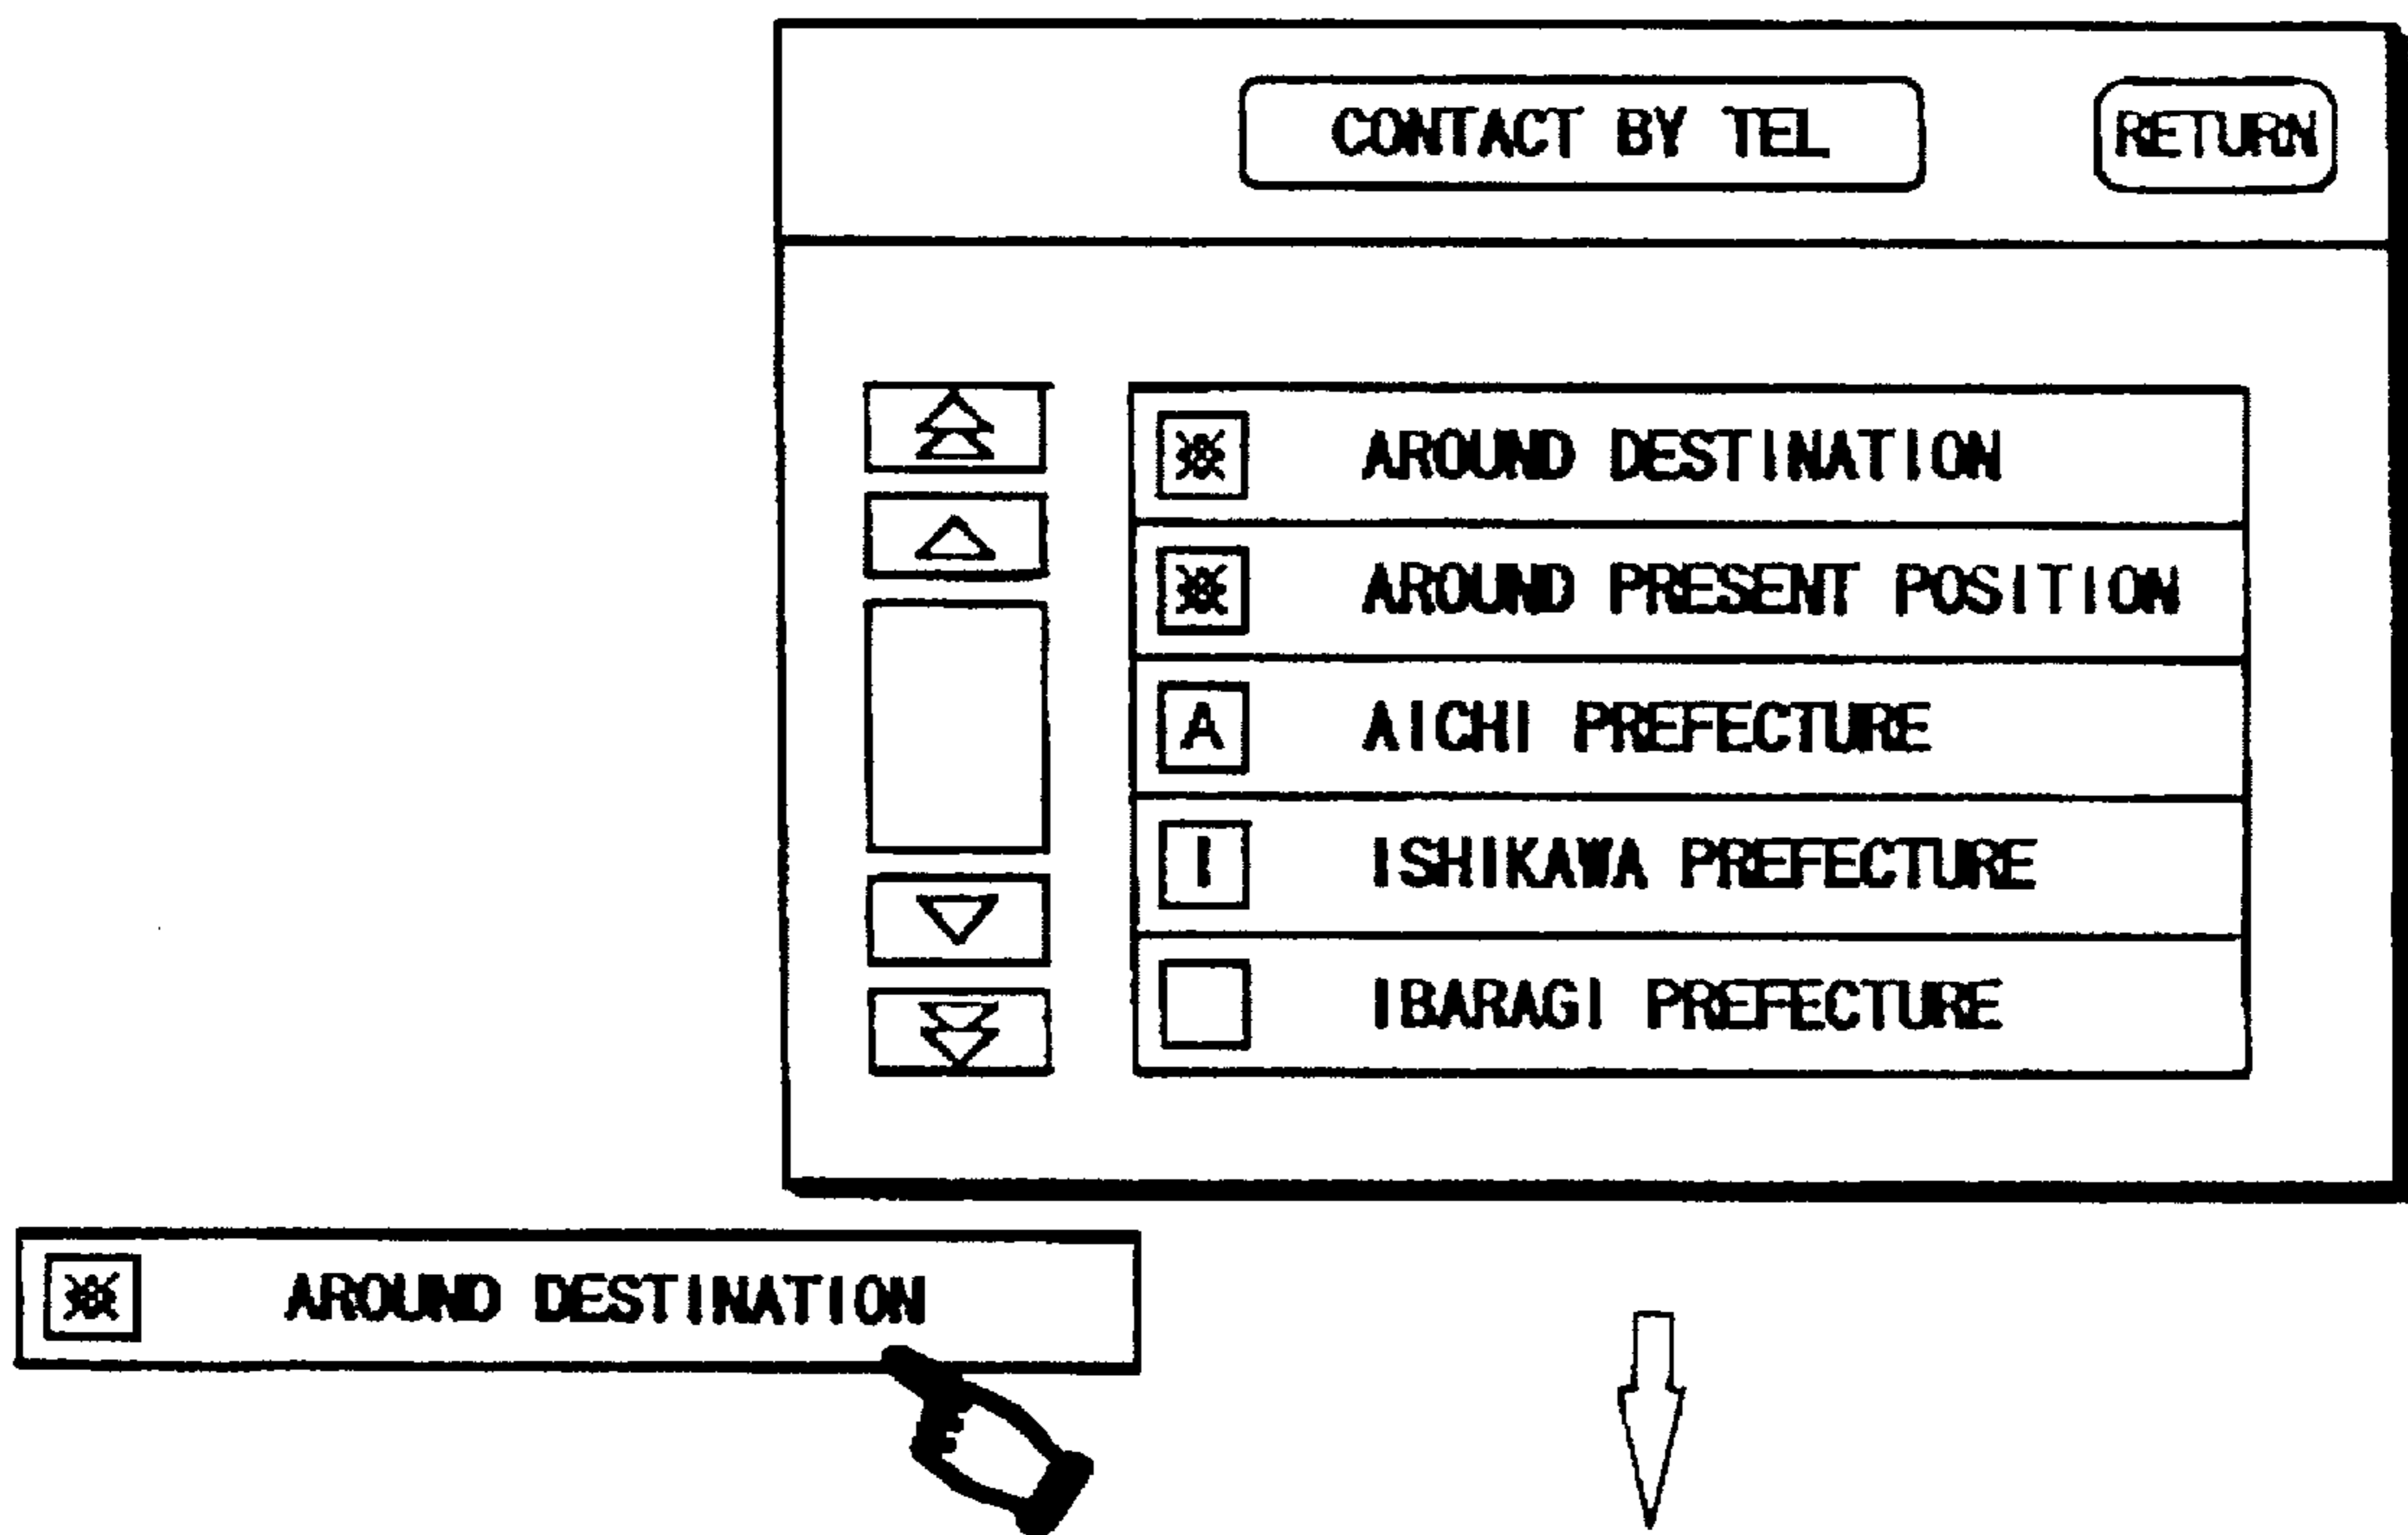 CONTACT BY TEL
RETURN
※ AROUND DESTINATION
※ AROUND PRESENT POSITION
A AICHI PREFECTURE
I ISHIKAWA PREFECTURE
IBARAGI PREFECTURE
※ AROUND DESTINATION